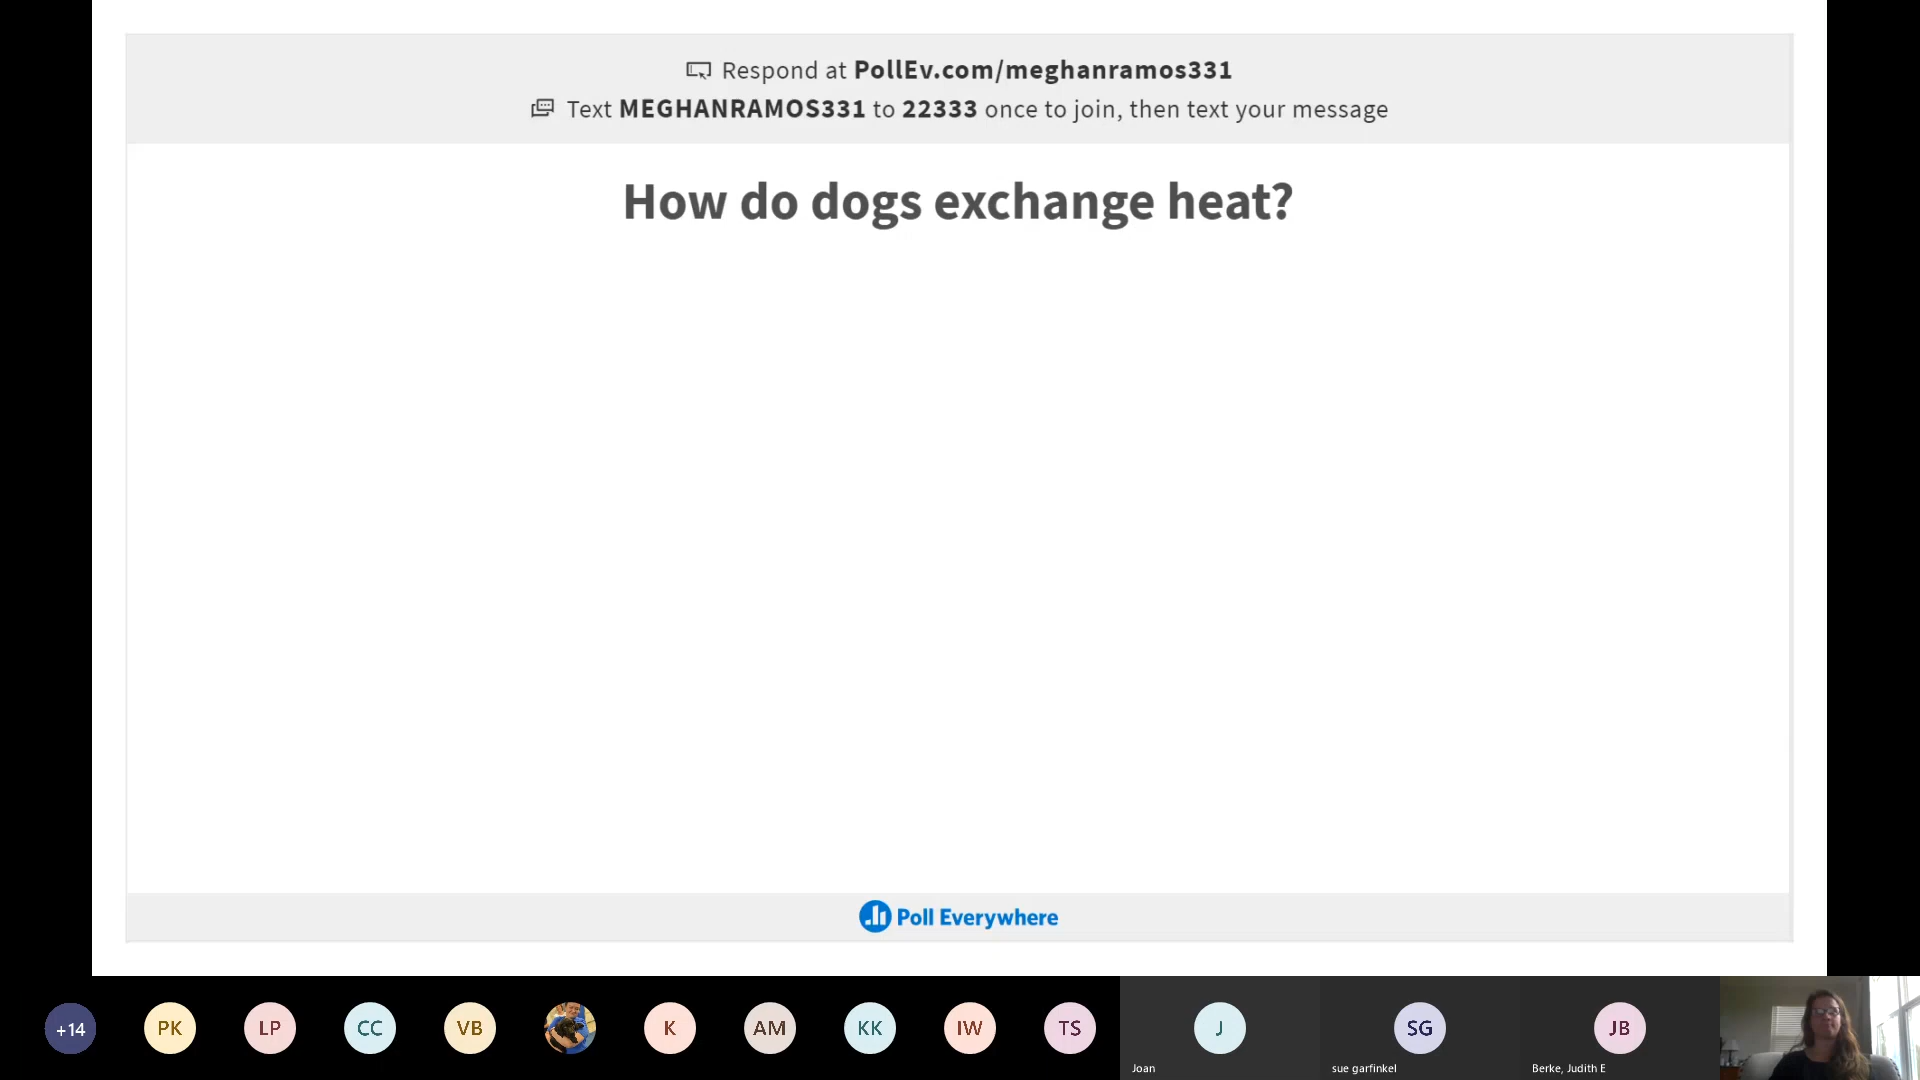 Respond at PollEv.com/meghanramos331
Text MEGHANRAMOS331 to 22333 once to join, then text your message
How do dogs exchange heat?
Poll Everywhere
+14
PK
LP
CC
VB
K
AM
KK
IW
TS
J
SG
JB
Joan
sue garfinkel
Berke, Judith E